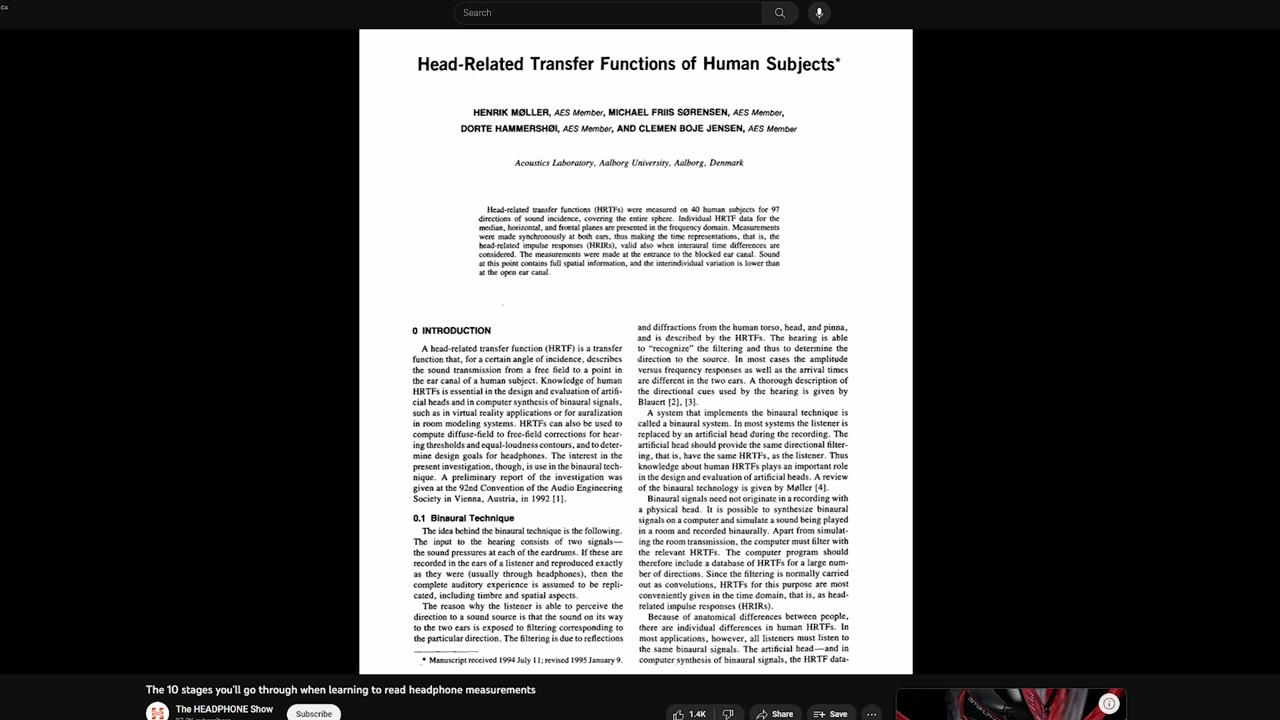 CA
Search
Head-Related Transfer Functions of Human Subjects*
HENRIK MØLLER, AES Member, MICHAEL FRIIS SØRENSEN, AES Member,
DORTE HAMMERSHØI, AES Member, AND CLEMEN BOJE JENSEN, AES Member
Acoustics Laboratory, Aalborg University, Aalborg, Denmark
Head-related transfer functions (HRTFs) were measured on 40 human subjects for 97
directions of sound incidence, covering the entire sphere. Individual HRTF data for the
median, horizontal, and frontal planes are presented in the frequency domain. Measurements
were made synchronously at both ears, thus making the time representations, that is, the
head-related impulse responses (HRIRs), valid also when interaural time differences are
considered. The measurements were made at the entrance to the blocked ear canal. Sound
at this point contains full spatial information, and the interindividual variation is lower than
at the open ear canal.
0 INTRODUCTION
A head-related transfer function (HRTF) is a transfer
function that, for a certain angle of incidence, describes
the sound transmission from a free field to a point in
the ear canal of a human subject. Knowledge of human
HRTFs is essential in the design and evaluation of artifi-
cial heads and in computer synthesis of binaural signals,
such as in virtual reality applications or for auralization
in room modeling systems. HRTFs can also be used to
compute diffuse-field to free-field corrections for hear-
ing thresholds and equal-loudness contours, and to deter-
mine design goals for headphones. The interest in the
present investigation, though, is use in the binaural tech-
nique. A preliminary report of the investigation was
given at the 92nd Convention of the Audio Engineering
Society in Vienna, Austria, in 1992 [1].
0.1 Binaural Technique
The idea behind the binaural technique is the following.
The input to the hearing consists of two signals—
the sound pressures at each of the eardrums. If these are
recorded in the ears of a listener and reproduced exactly
as they were (usually through headphones), then the
complete auditory experience is assumed to be repli-
cated, including timbre and spatial aspects.
The reason why the listener is able to perceive the
direction to a sound source is that the sound on its way
to the two ears is exposed to filtering corresponding to
the particular direction. The filtering is due to reflections
* Manuscript received 1994 July 11; revised 1995 January 9.
and diffractions from the human torso, head, and pinna,
and is described by the HRTFs. The hearing is able
to "recognize" the filtering and thus to determine the
direction to the source. In most cases the amplitude
versus frequency responses as well as the arrival times
are different in the two ears. A thorough description of
the directional cues used by the hearing is given by
Blauert [2], [3].
A system that implements the binaural technique is
called a binaural system. In most systems the listener is
replaced by an artificial head during the recording. The
artificial head should provide the same directional filter-
ing, that is, have the same HRTFs, as the listener. Thus
knowledge about human HRTFs plays an important role
in the design and evaluation of artificial heads. A review
of the binaural technology is given by Møller [4].
Binaural signals need not originate in a recording with
a physical head. It is possible to synthesize binaural
signals on a computer and simulate a sound being played
in a room and recorded binaurally. Apart from simulat-
ing the room transmission, the computer must filter with
the relevant HRTFs. The computer program should
therefore include a database of HRTFs for a large num-
ber of directions. Since the filtering is normally carried
out as convolutions, HRTFs for this purpose are most
conveniently given in the time domain, that is, as head-
related impulse responses (HRIRs).
Because of anatomical differences between people,
there are individual differences in human HRTFs. In
most applications, however, all listeners must listen to
the same binaural signals. The artificial head—and in
computer synthesis of binaural signals, the HRTF data-
The 10 stages you'll go through when learning to read headphone measurements
The HEADPHONE Show
Subscribe
1.4K
Share
Save